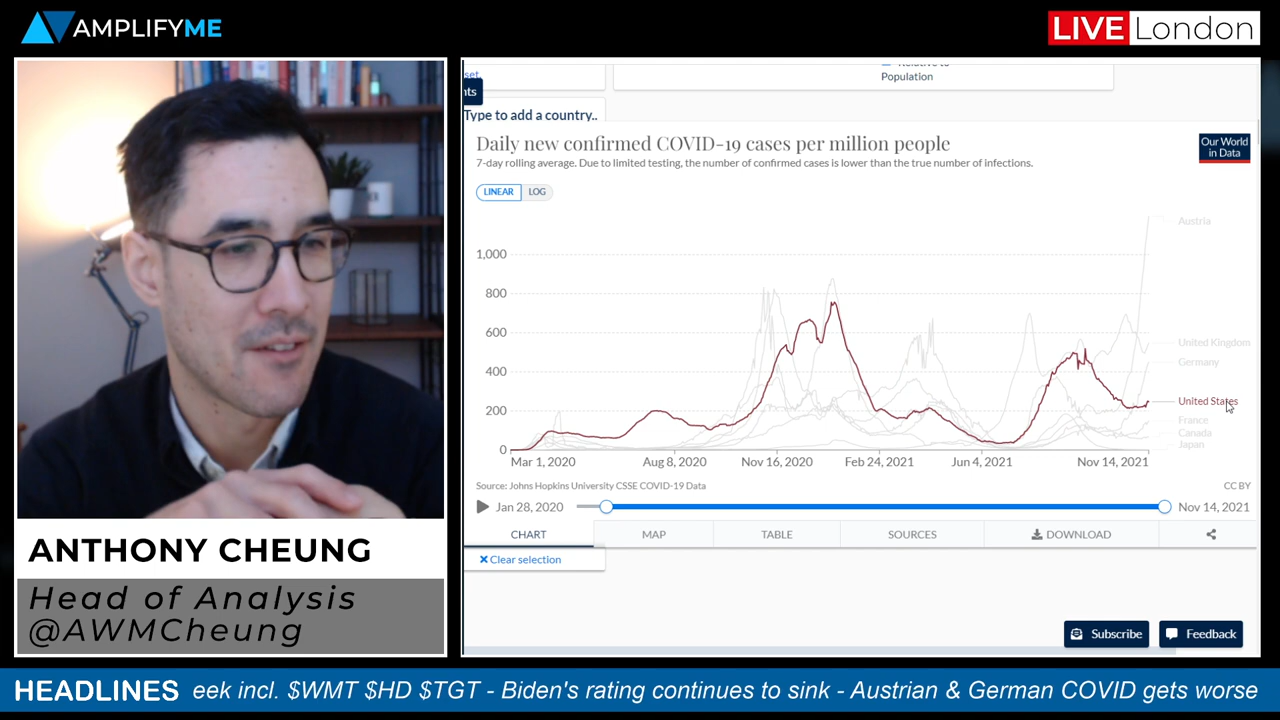 AMPLIFYME
LIVE London
set
Relative to
Population
nts
Type to add a country..
Daily new confirmed COVID-19 cases per million people
7-day rolling average. Due to limited testing, the number of confirmed cases is lower than the true number of infections.
Our World
in Data
LINEAR LOG
Austria
1,000
800
600
United Kingdom
Germany
400
United States
200
France
Canada
Japan
0
Mar 1, 2020 Aug 8, 2020 Nov 16, 2020 Feb 24, 2021 Jun 4, 2021 Nov 14, 2021
Source: Johns Hopkins University CSSE COVID-19 Data CC BY
Jan 28, 2020 Nov 14, 2021
CHART MAP TABLE SOURCES DOWNLOAD
Clear selection
Subscribe Feedback
ANTHONY CHEUNG
Head of Analysis
@AWMCheung
HEADLINES eek incl. $WMT $HD $TGT - Biden's rating continues to sink - Austrian & German COVID gets worse